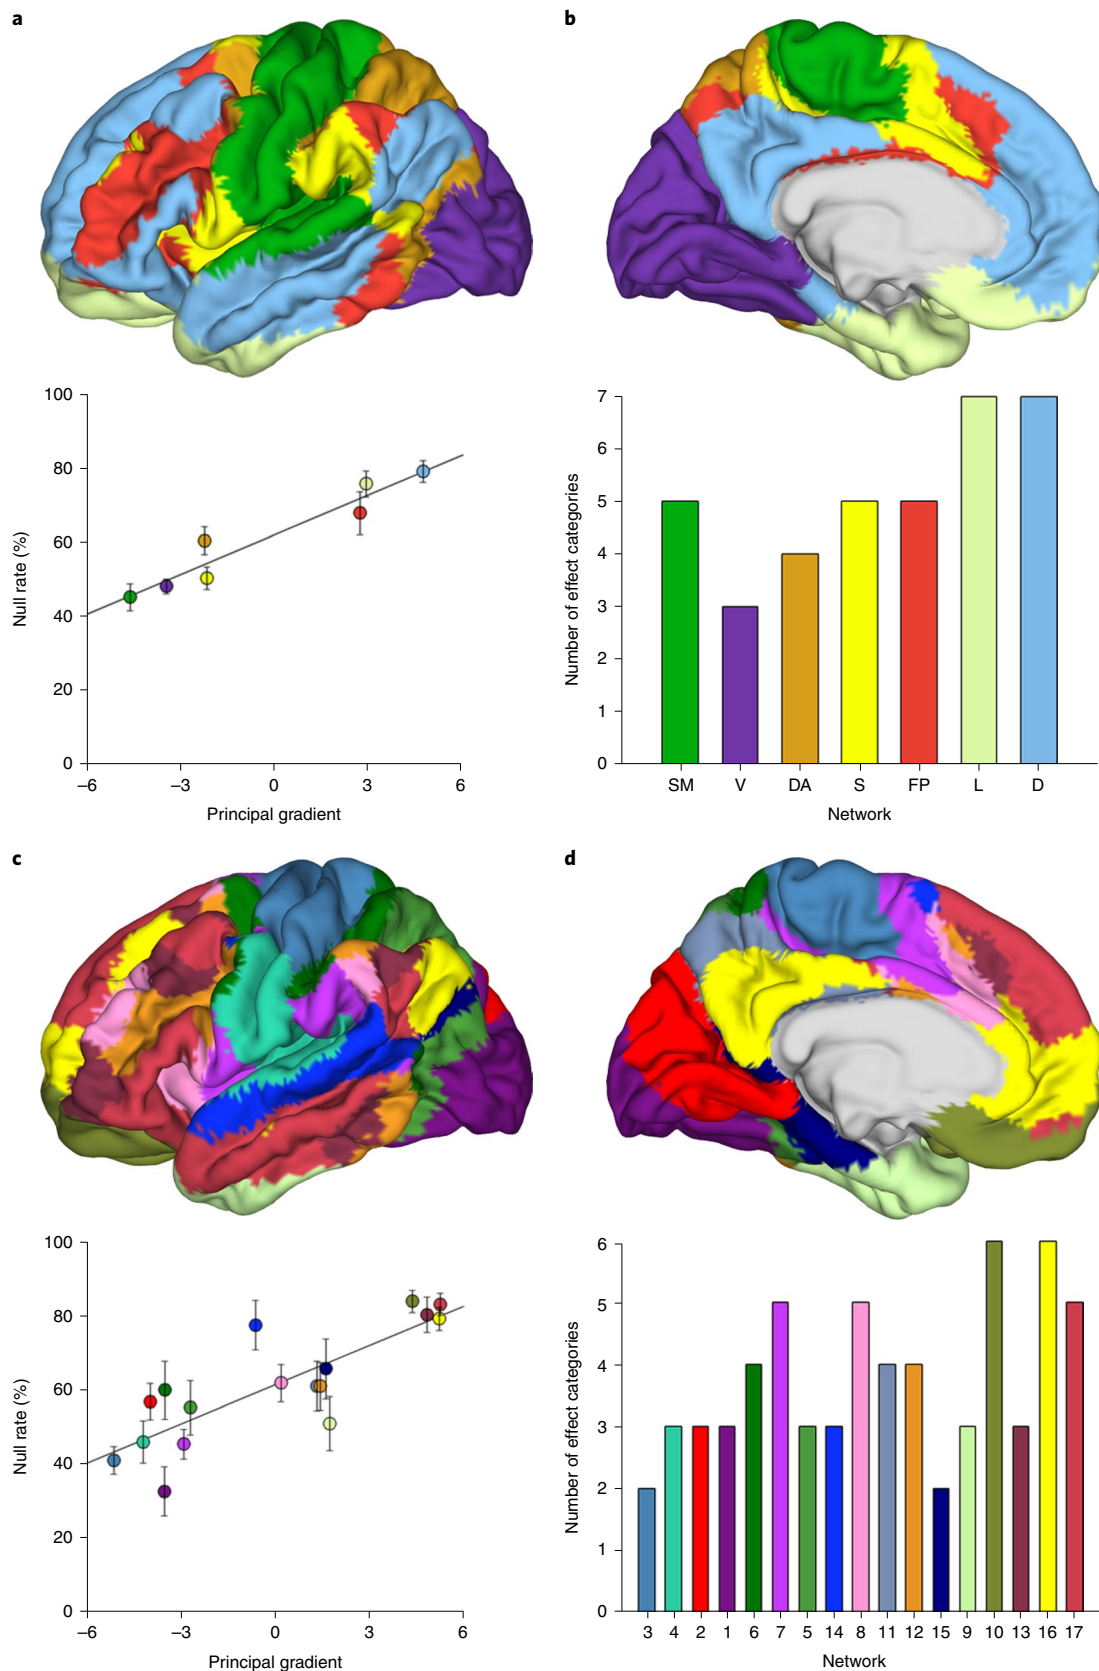 a
b
100
80
60
40
20
0
Null rate (%)
–6
–3
0
3
6
Principal gradient
7
6
5
4
3
2
1
0
Number of effect categories
SM
V
DA
S
FP
L
D
Network
c
d
100
80
60
40
20
0
Null rate (%)
–6
–3
0
3
6
Principal gradient
6
5
4
3
2
1
0
Number of effect categories
3
4
2
1
6
7
5
14
8
11
12
15
9
10
13
16
17
Network